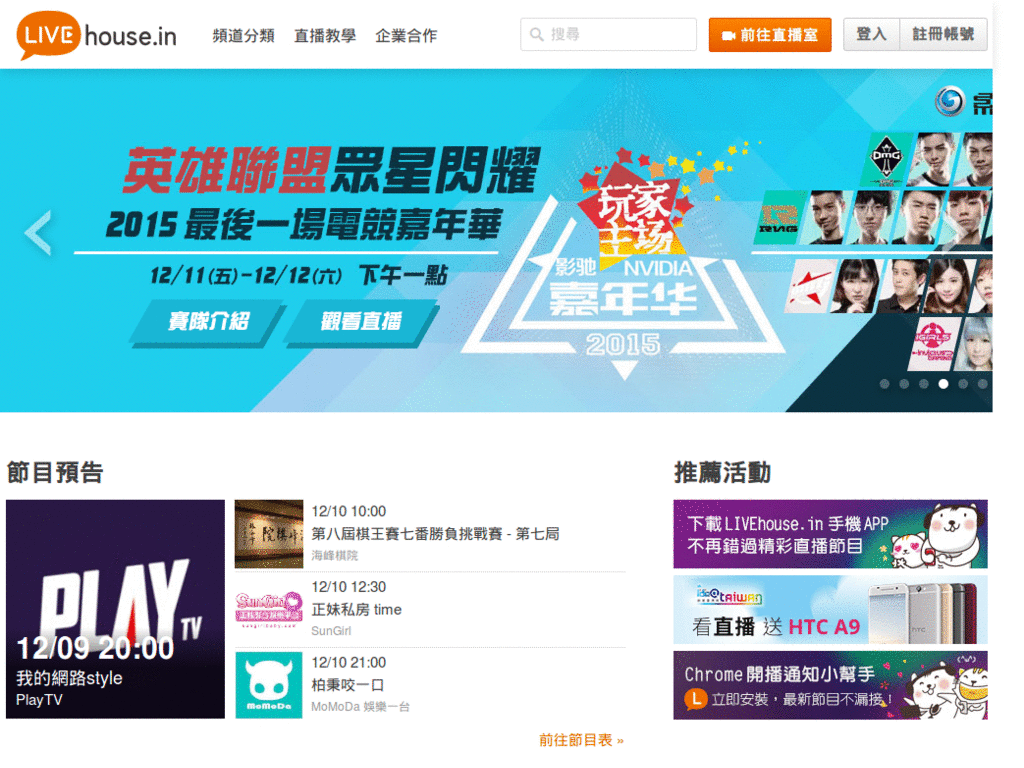 LIVE house.in
頻道分類 直播教學 企業合作
搜尋
前往直播室
登入 註冊帳號
英雄聯盟眾星閃耀
2015 最後一場電競嘉年華
12/11(五)-12/12(六) 下午一點
賽隊介紹 觀看直播
玩家
主场
影驰 NVIDIA
嘉年华
2015
DMG
RNG
IGIRLS
節目預告
PLAY TV
12/09 20:00
我的網路style
PlayTV
12/10 10:00
第八屆棋王賽七番勝負挑戰賽 - 第七局
海峰棋院
12/10 12:30
正妹私房 time
SunGirl
MoMoDa
12/10 21:00
柏秉咬一口
MoMoDa 娛樂一台
前往節目表 »
推薦活動
下載 LIVEhouse.in 手機 APP
不再錯過精彩直播節目
idea@taiwan
看直播 送 HTC A9
Chrome 開播通知小幫手
L 立即安裝，最新節目不漏接！